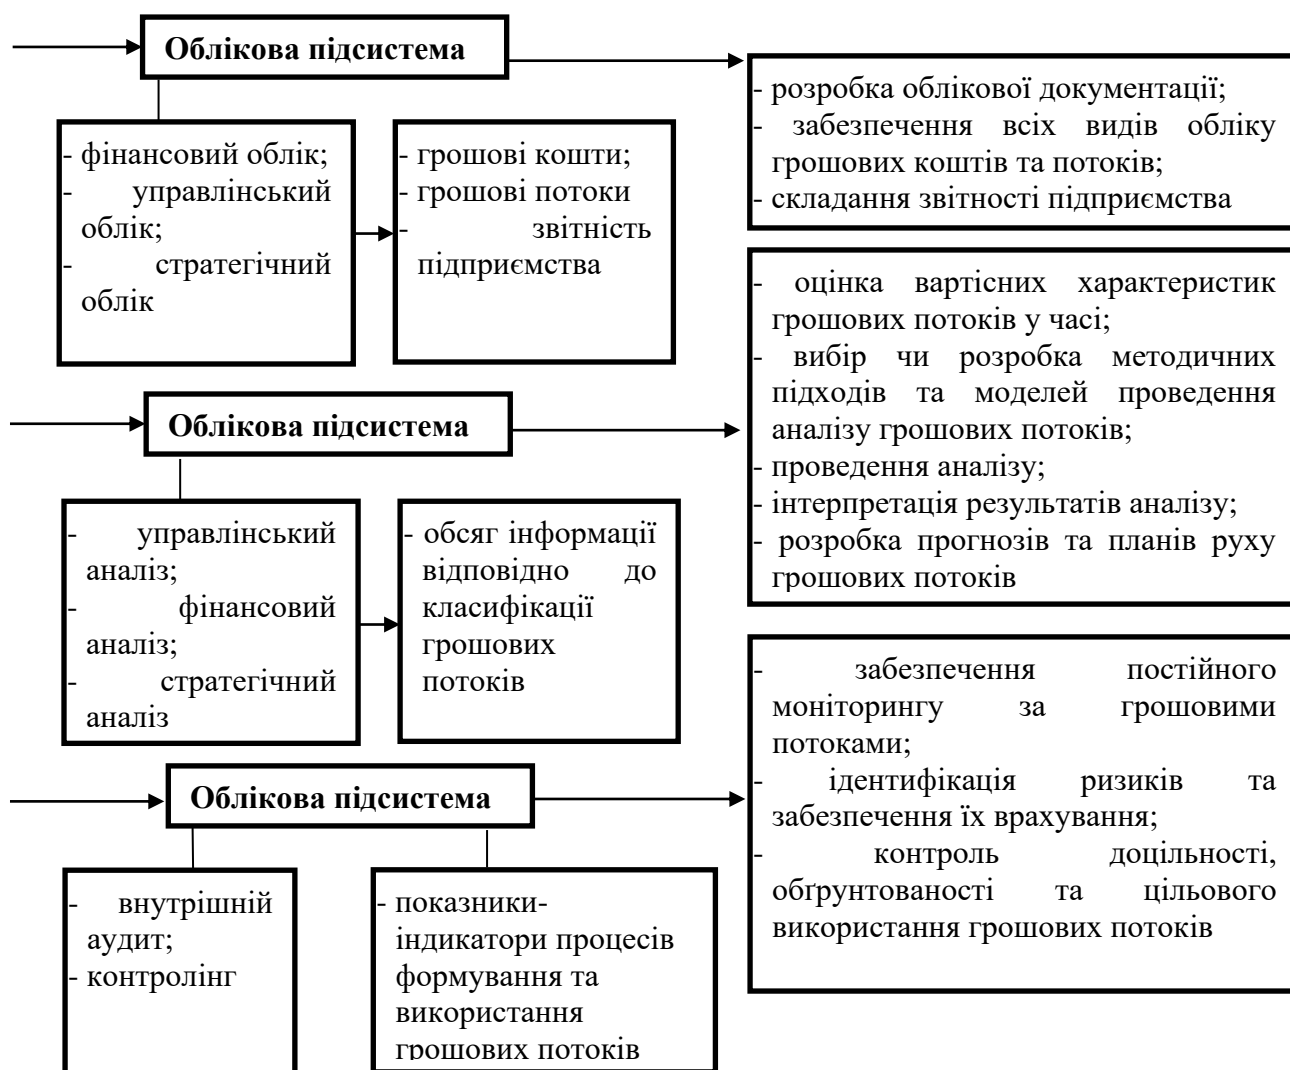 Облікова підсистема
- розробка облікової документації;
- забезпечення всіх видів обліку
грошових коштів та потоків;
- складання звітності підприємства
- фінансовий облік;
- управлінський
облік;
- стратегічний
облік
- грошові кошти;
- грошові потоки
- звітність
підприємства
Облікова підсистема
- оцінка вартісних характеристик
грошових потоків у часі;
- вибір чи розробка методичних
підходів та моделей проведення
аналізу грошових потоків;
- проведення аналізу;
- інтерпретація результатів аналізу;
- розробка прогнозів та планів руху
грошових потоків
- управлінський
аналіз;
- фінансовий
аналіз;
- стратегічний
аналіз
- обсяг інформації
відповідно до
класифікації
грошових
потоків
Облікова підсистема
- забезпечення постійного
моніторингу за грошовими
потоками;
- ідентифікація ризиків та
забезпечення їх врахування;
- контроль доцільності,
обґрунтованості та цільового
використання грошових потоків
- внутрішній
аудит;
- контролінг
- показники-
індикатори процесів
формування та
використання
грошових потоків